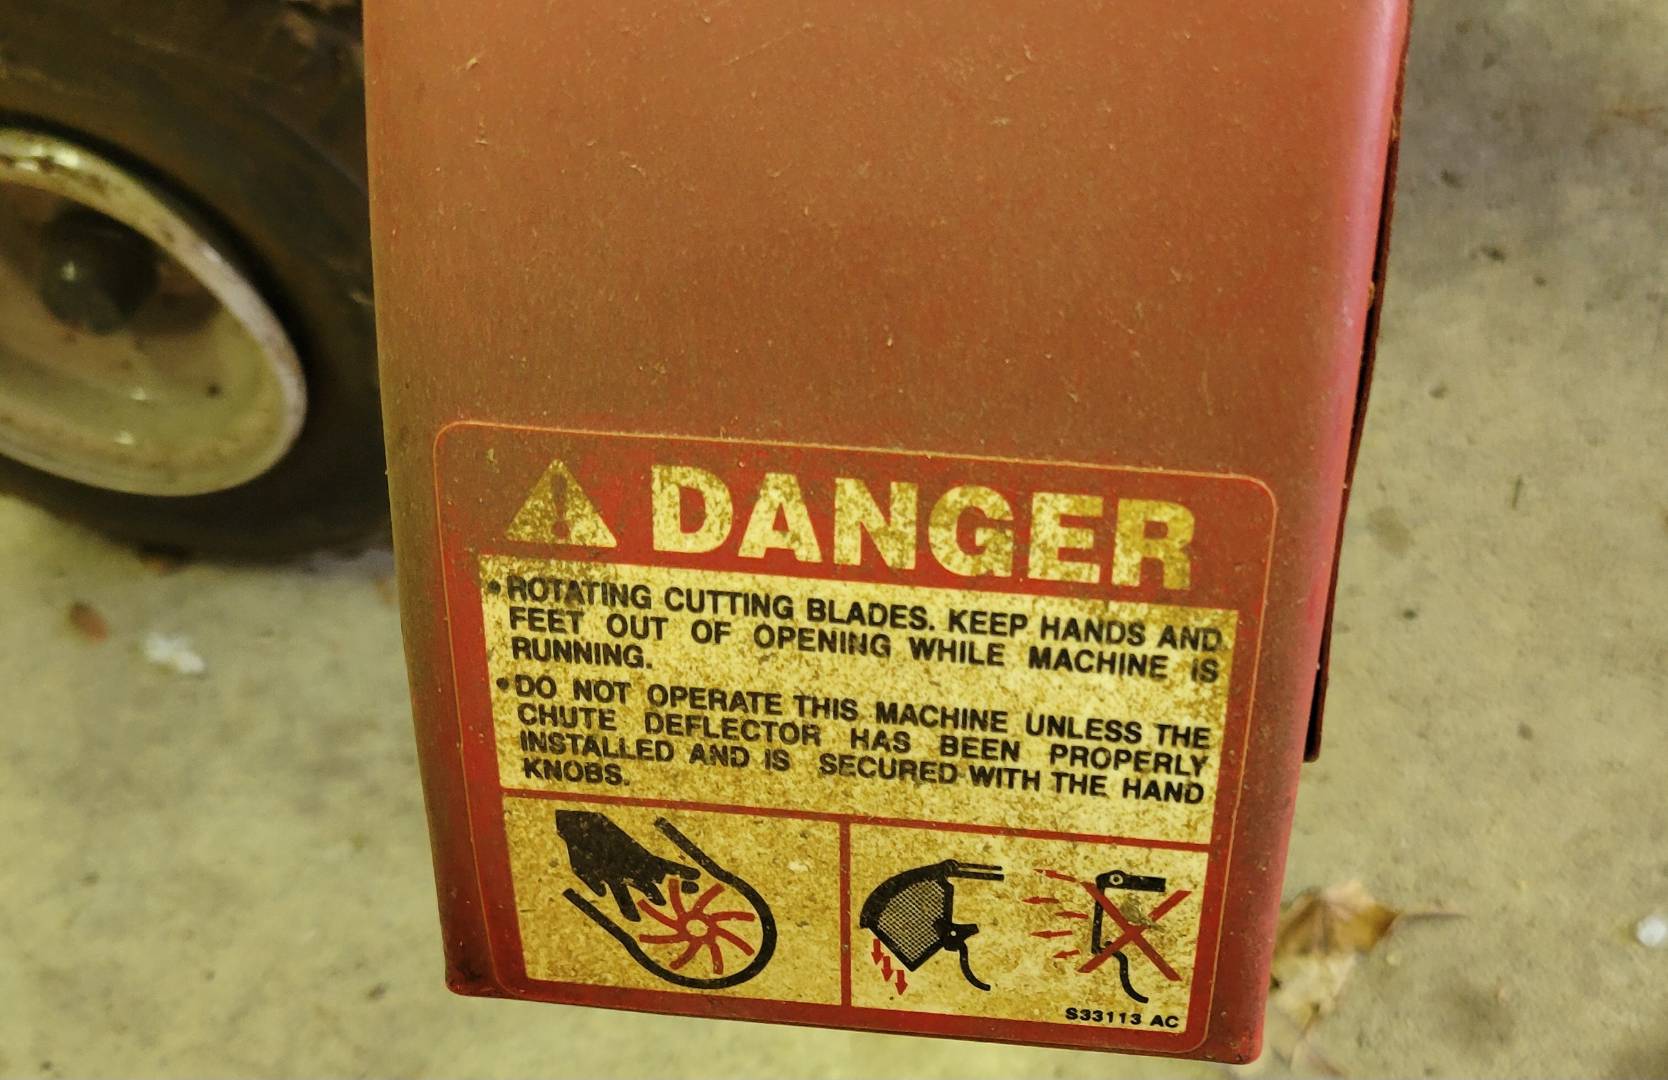 DANGER
• ROTATING CUTTING BLADES. KEEP HANDS AND
FEET OUT OF OPENING WHILE MACHINE IS
RUNNING.
• DO NOT OPERATE THIS MACHINE UNLESS THE
CHUTE DEFLECTOR HAS BEEN PROPERLY
INSTALLED AND IS SECURED WITH THE HAND
KNOBS.
S33113 AC